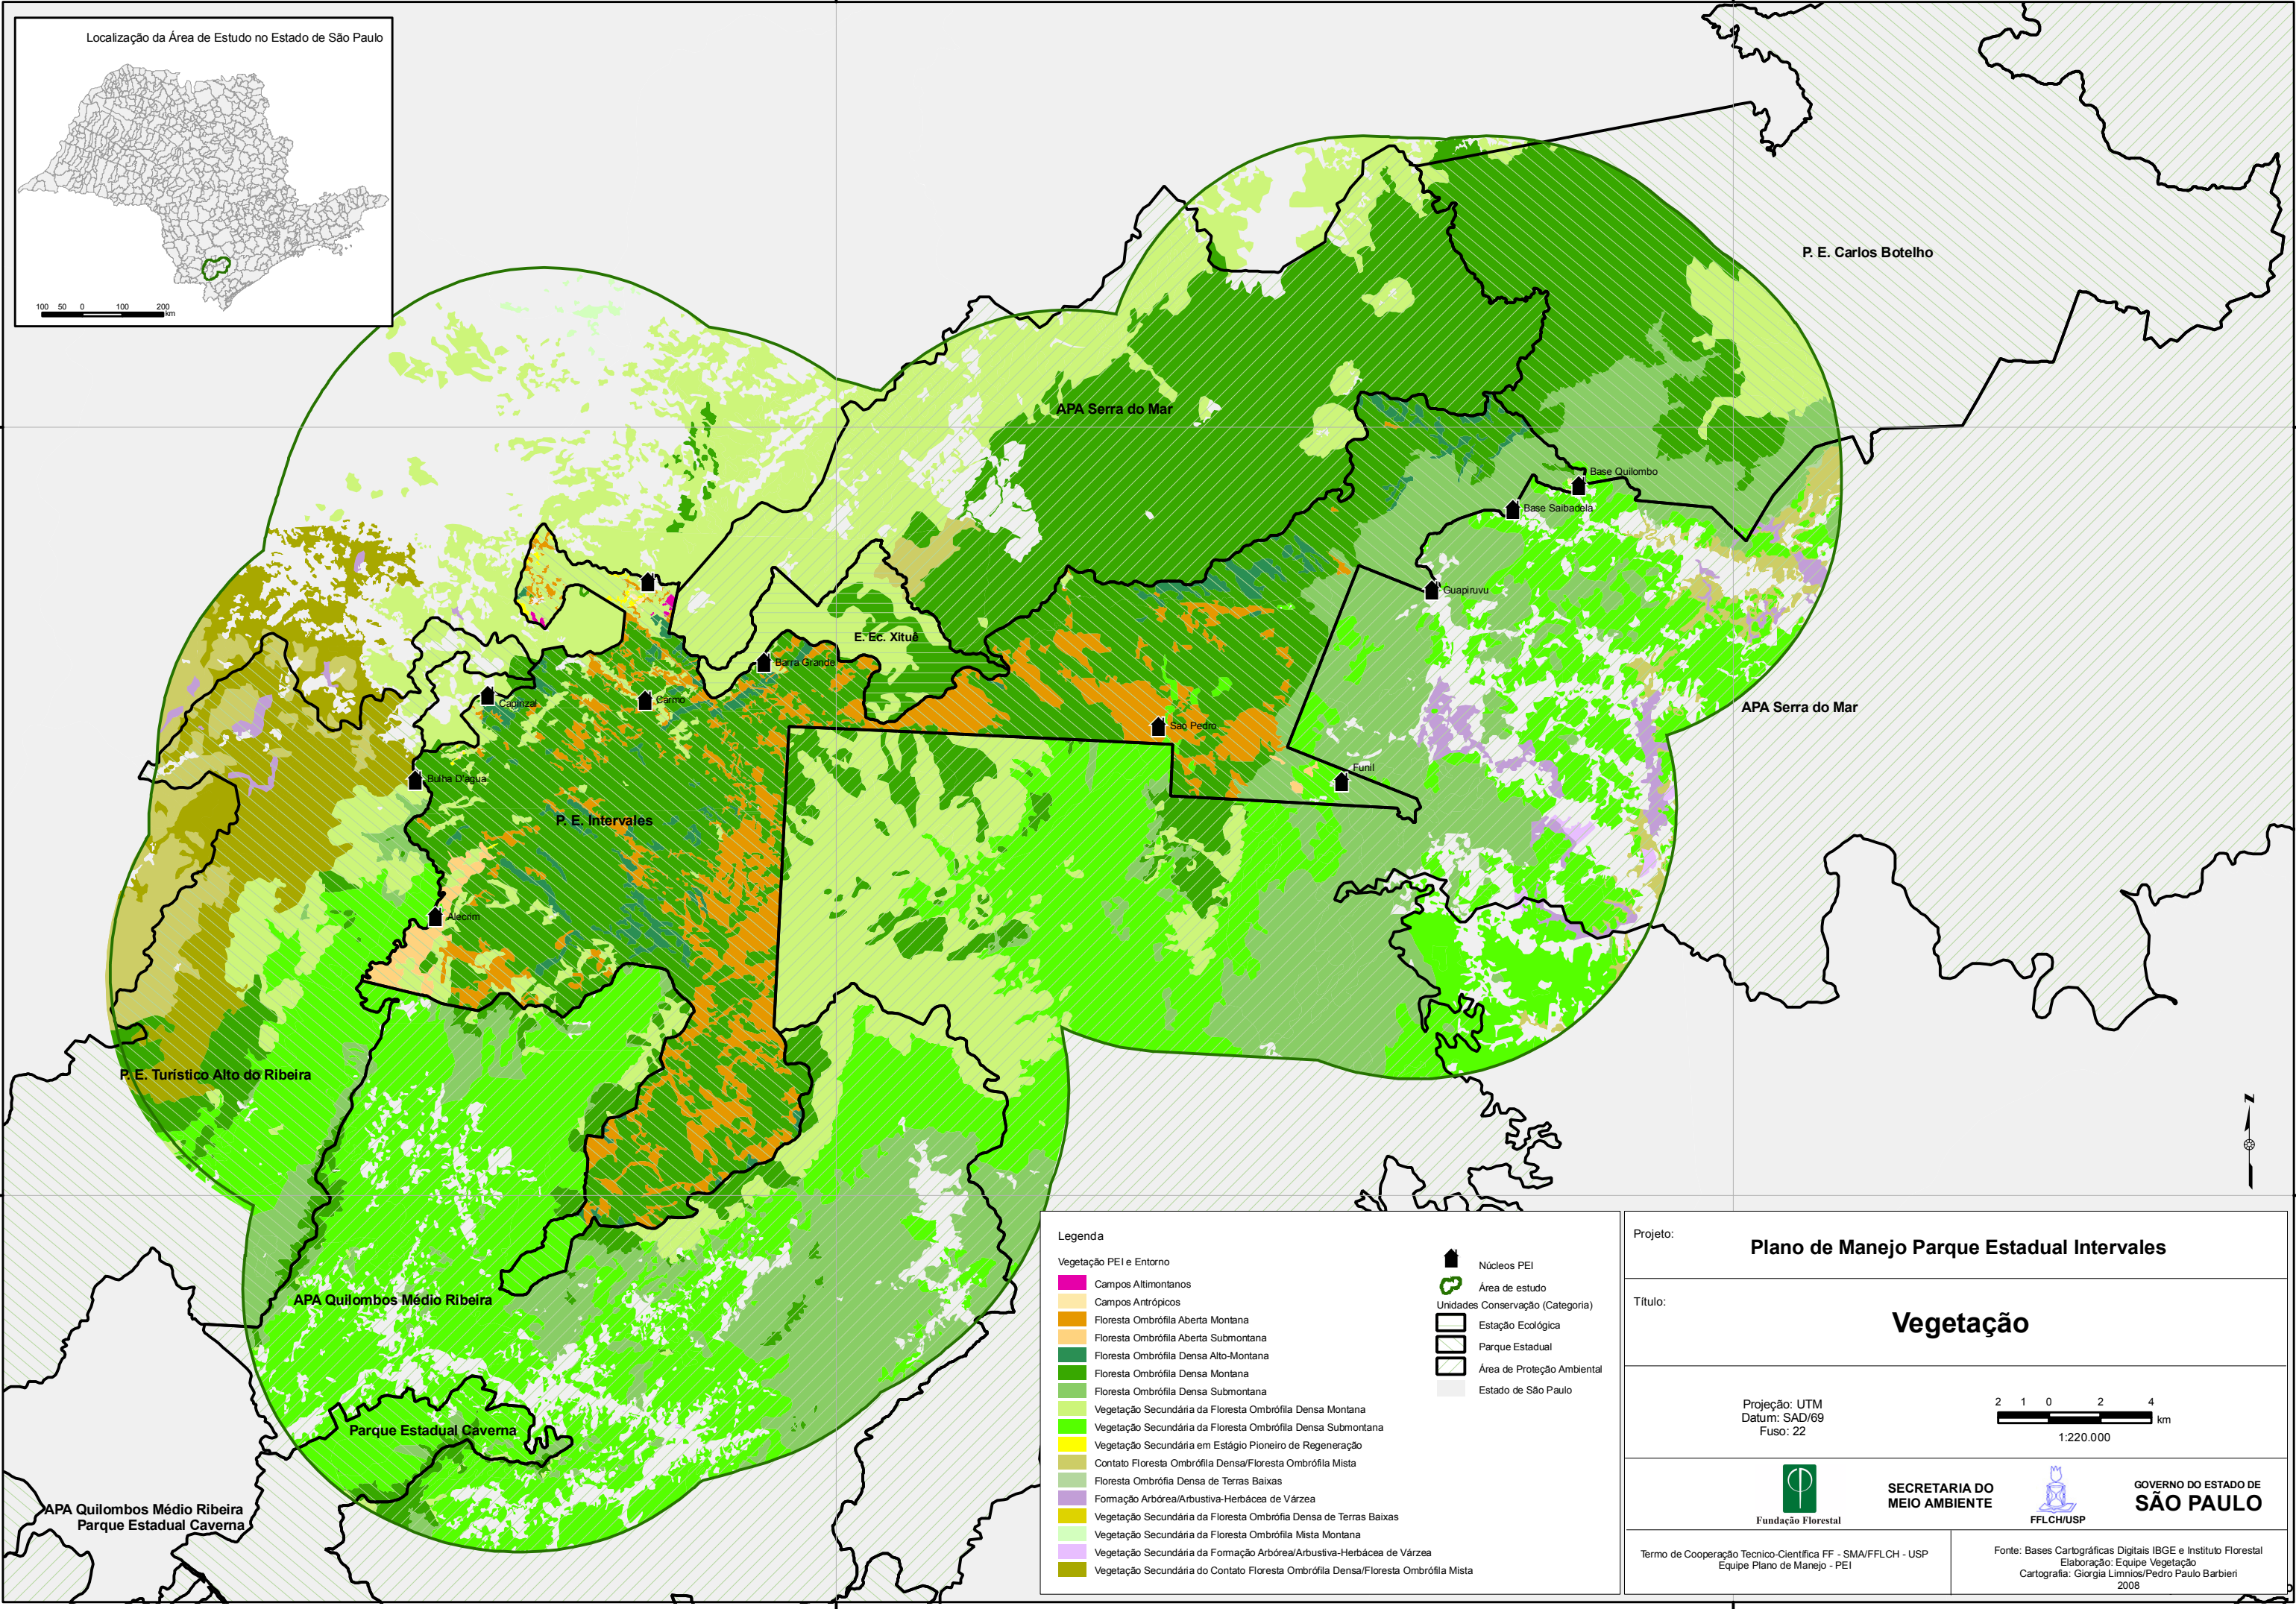 Localização da Área de Estudo no Estado de São Paulo
100 50 0 100 200
km
P. E. Carlos Botelho
APA Serra do Mar
Base Quilombo
Base Saibadela
Guapiruvu
E. Ec. Xituê
Barra Grande
Capinzal
Carmo
São Pedro
APA Serra do Mar
Funil
Bulha D'agua
P. E. Intervales
Alecrim
P. E. Turistico Alto do Ribeira
APA Quilombos Médio Ribeira
Parque Estadual Caverna
APA Quilombos Médio Ribeira
Parque Estadual Caverna
N
Legenda
Vegetação PEI e Entorno
Campos Altimontanos
Campos Antrópicos
Floresta Ombrófila Aberta Montana
Floresta Ombrófila Aberta Submontana
Floresta Ombrófila Densa Alto-Montana
Floresta Ombrófila Densa Montana
Floresta Ombrófila Densa Submontana
Vegetação Secundária da Floresta Ombrófila Densa Montana
Vegetação Secundária da Floresta Ombrófila Densa Submontana
Vegetação Secundária em Estágio Pioneiro de Regeneração
Contato Floresta Ombrófila Densa/Floresta Ombrófila Mista
Floresta Ombrófia Densa de Terras Baixas
Formação Arbórea/Arbustiva-Herbácea de Várzea
Vegetação Secundária da Floresta Ombrófia Densa de Terras Baixas
Vegetação Secundária da Floresta Ombrófila Mista Montana
Vegetação Secundária da Formação Arbórea/Arbustiva-Herbácea de Várzea
Vegetação Secundária do Contato Floresta Ombrófila Densa/Floresta Ombrófila Mista
Núcleos PEI
Área de estudo
Unidades Conservação (Categoria)
Estação Ecológica
Parque Estadual
Área de Proteção Ambiental
Estado de São Paulo
Projeto:
Plano de Manejo Parque Estadual Intervales
Título:
Vegetação
Projeção: UTM
Datum: SAD/69
Fuso: 22
2 1 0 2 4
km
1:220.000
Fundação Florestal
SECRETARIA DO
MEIO AMBIENTE
FFLCH/USP
GOVERNO DO ESTADO DE
SÃO PAULO
Termo de Cooperação Tecnico-Científica FF - SMA/FFLCH - USP
Equipe Plano de Manejo - PEI
Fonte: Bases Cartográficas Digitais IBGE e Instituto Florestal
Elaboração: Equipe Vegetação
Cartografia: Giorgia Limnios/Pedro Paulo Barbieri
2008